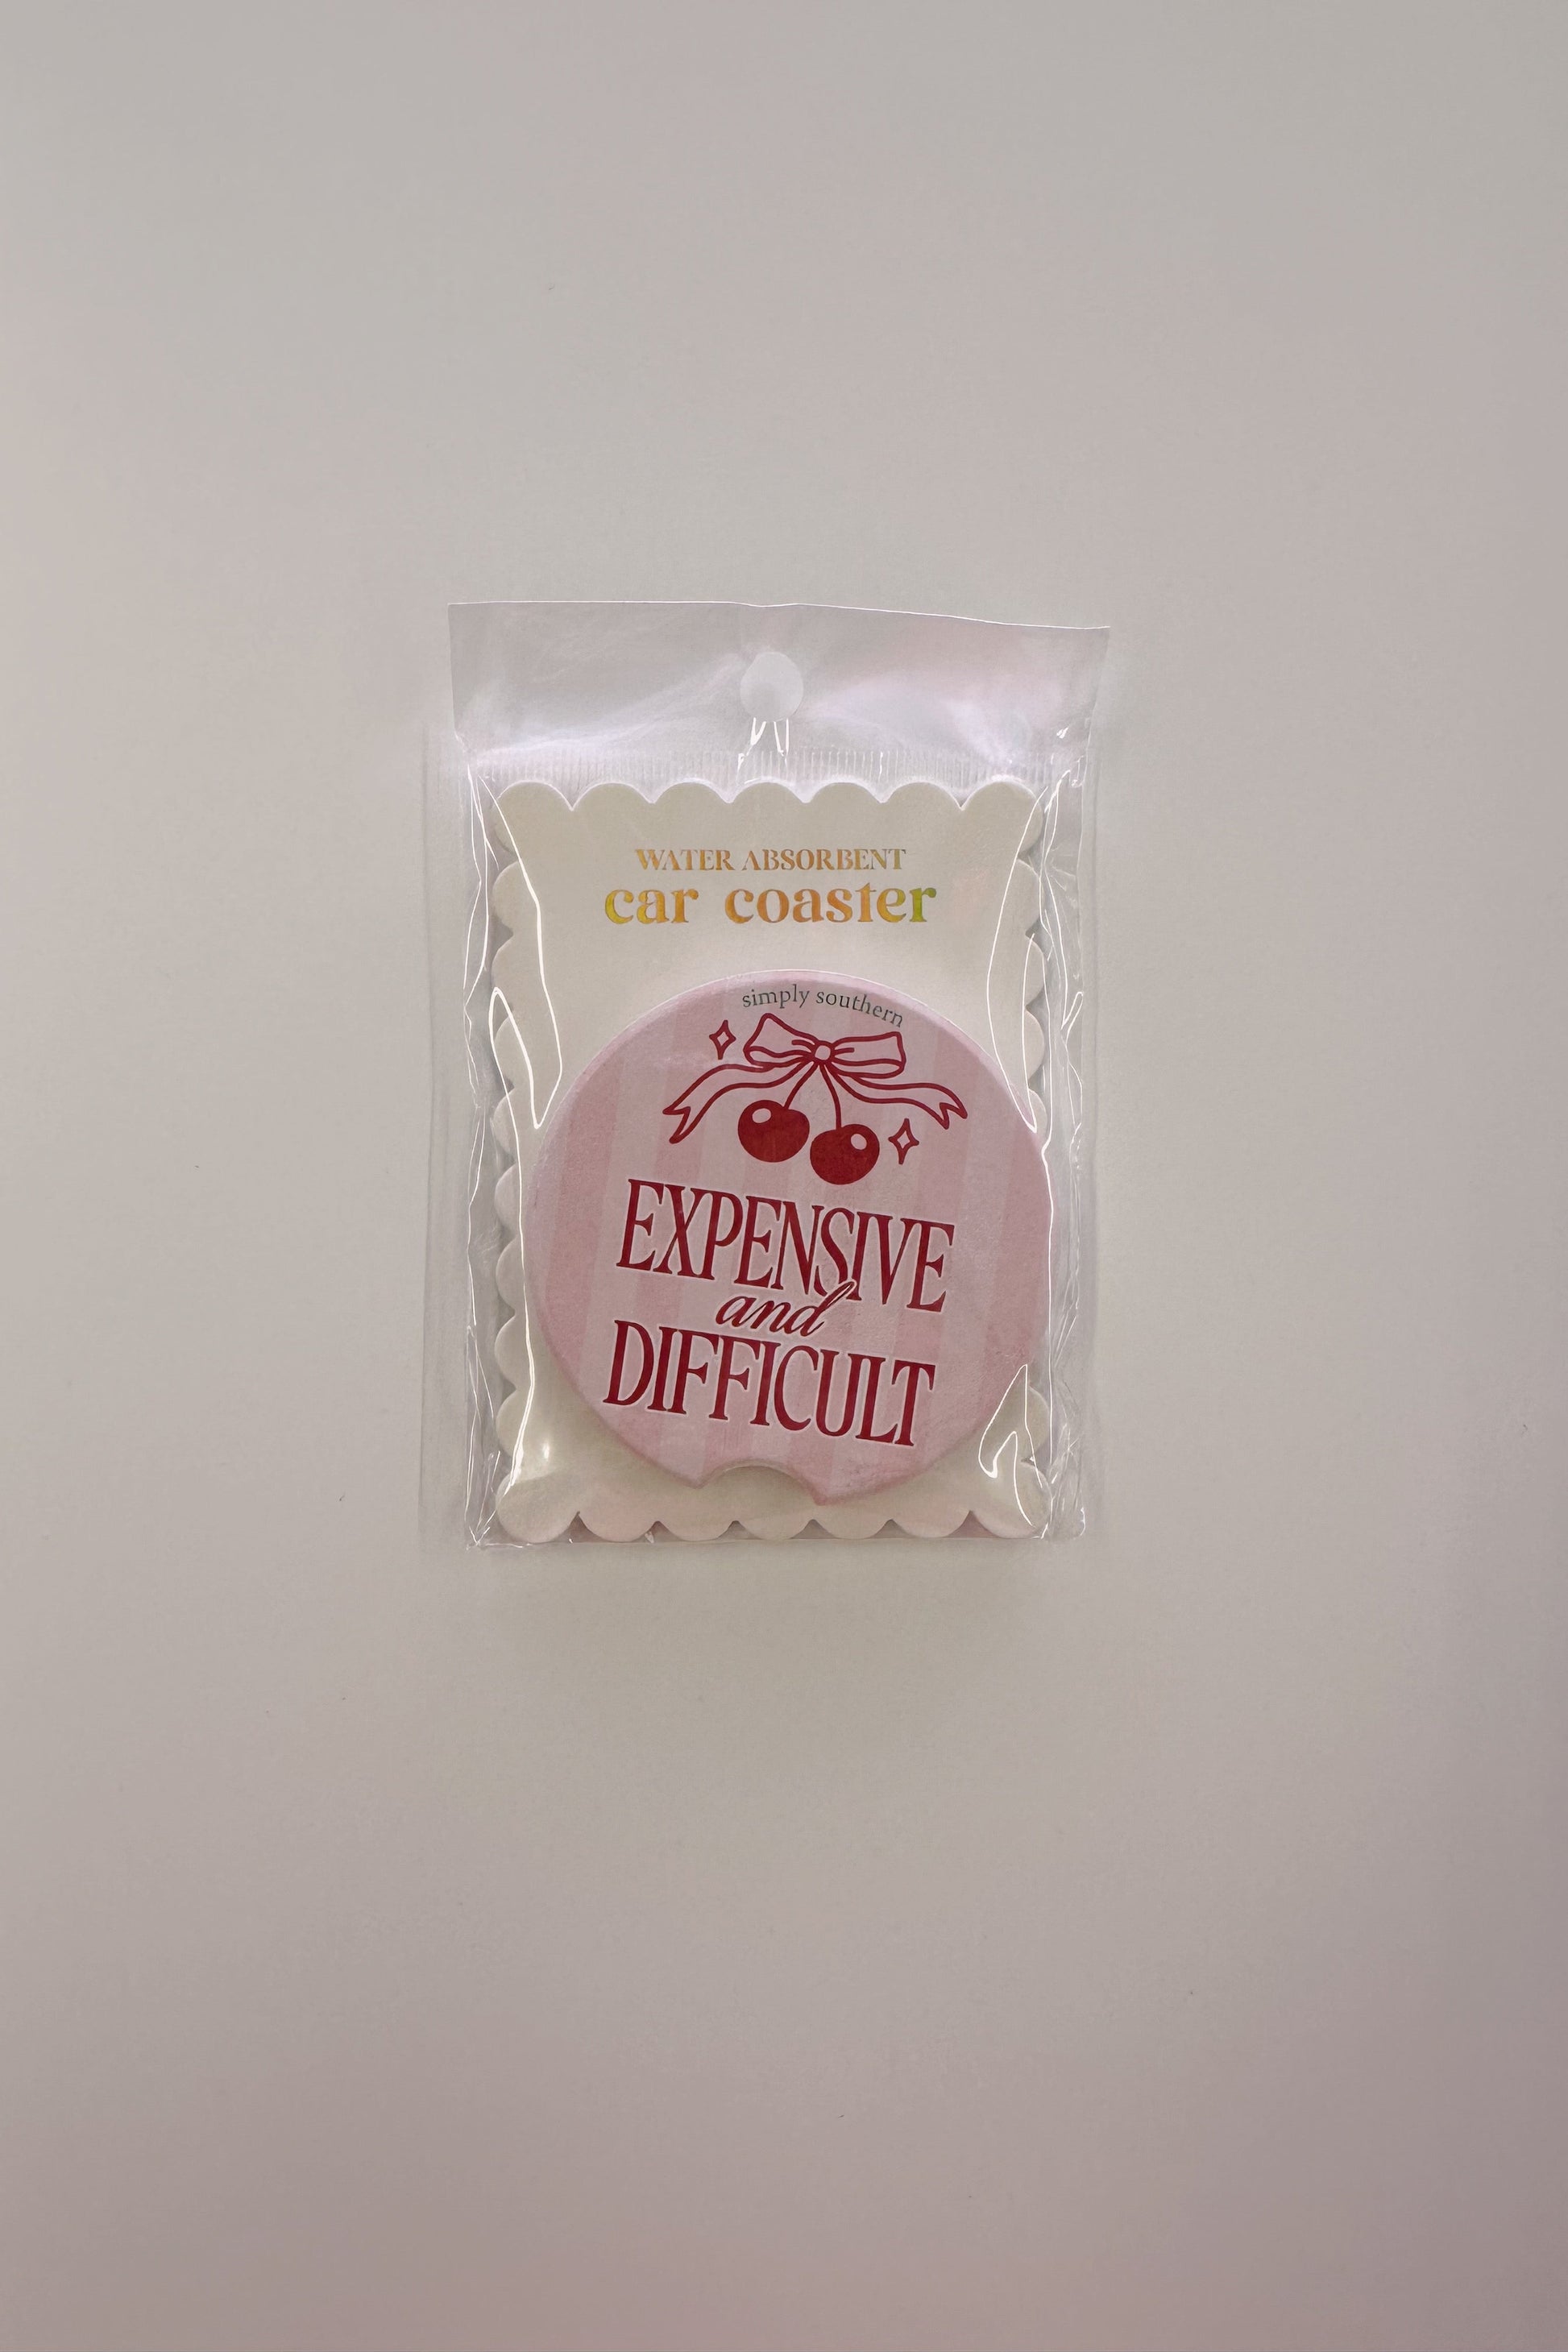 WATER ABSORBENT
car coaster
simply southern
EXPENSIVE
and
DIFFICULT